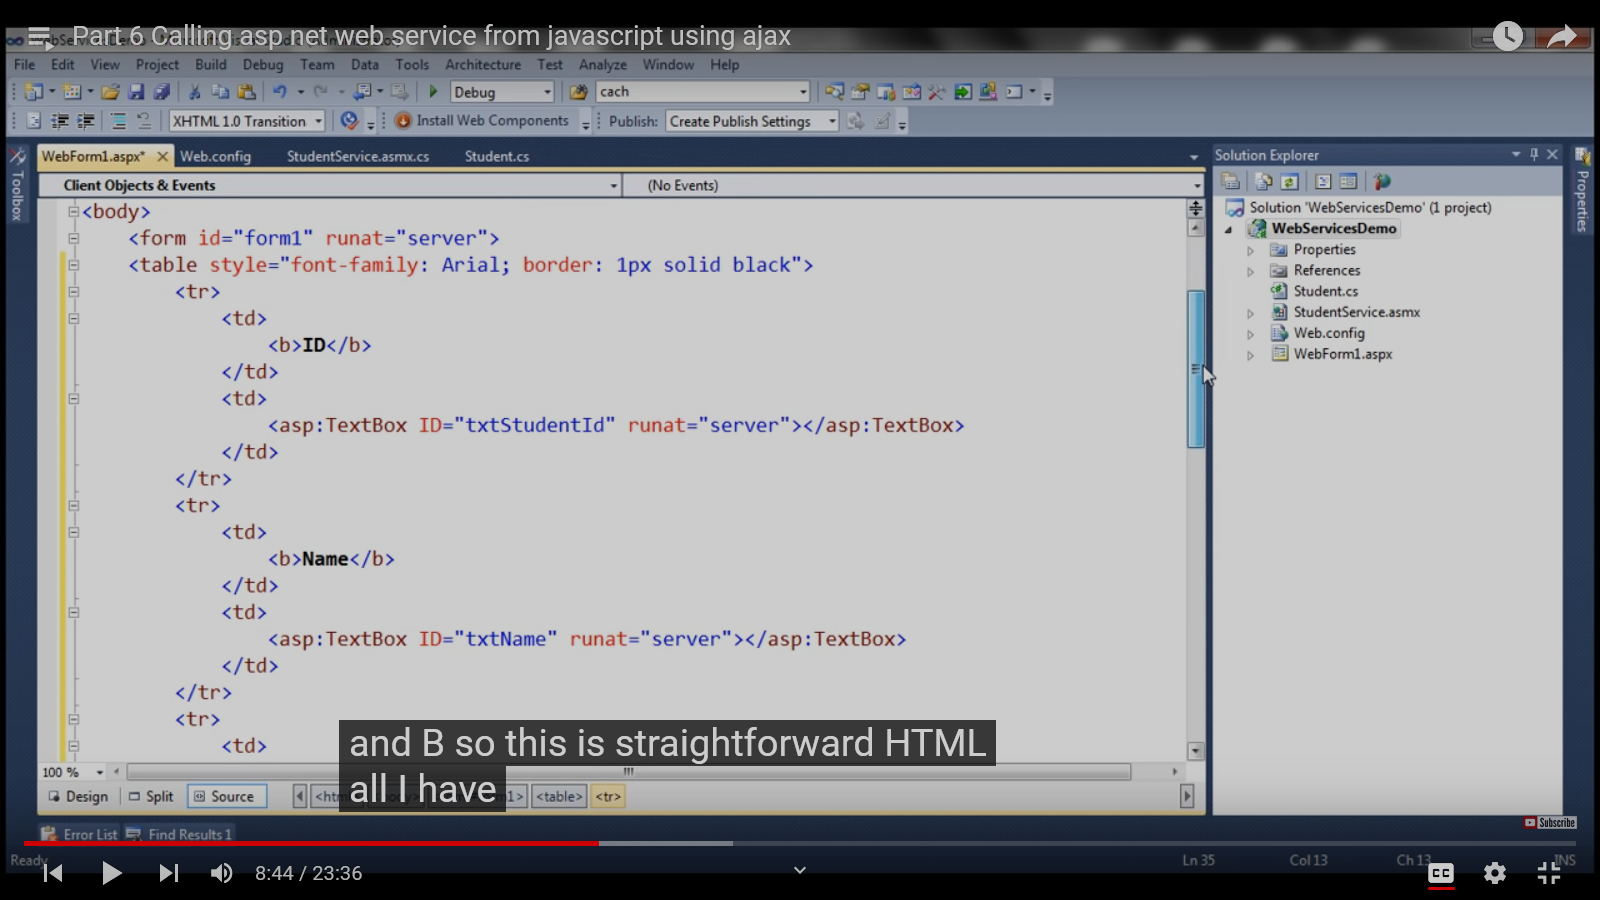 Part 6 Calling asp net web service from javascript using ajax
File Edit View Project Build Debug Team Data Tools Architecture Test Analyze Window Help
Debug cach
XHTML 1.0 Transition Install Web Components Publish: Create Publish Settings
WebForm1.aspx* Web.config StudentService.asmx.cs Student.cs
Toolbox
Client Objects & Events (No Events)
<body>
<form id="form1" runat="server">
<table style="font-family: Arial; border: 1px solid black">
<tr>
<td>
<b>ID</b>
</td>
<td>
<asp:TextBox ID="txtStudentId" runat="server"></asp:TextBox>
</td>
</tr>
<tr>
<td>
<b>Name</b>
</td>
<td>
<asp:TextBox ID="txtName" runat="server"></asp:TextBox>
</td>
</tr>
<tr>
<td>
and B so this is straightforward HTML
all I have
100 %
Design Split Source <table> <tr>
Error List Find Results 1
Solution Explorer
Properties
Solution 'WebServicesDemo' (1 project)
WebServicesDemo
Properties
References
Student.cs
StudentService.asmx
Web.config
WebForm1.aspx
Subscribe
Ready Ln 35 Col 13 Ch 13 INS
8:44 / 23:36
CC